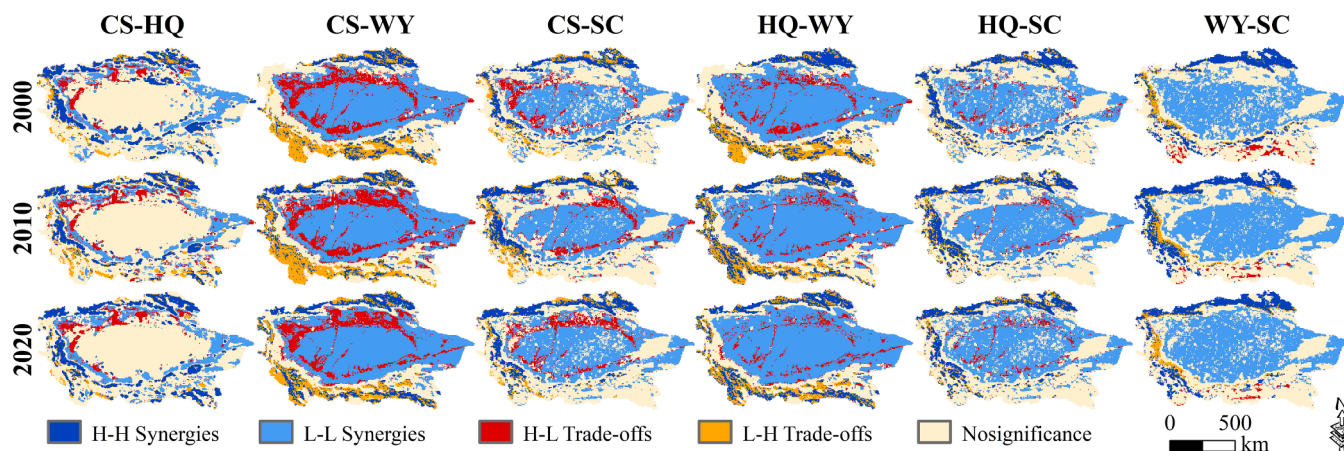 CS-HQ CS-WY CS-SC HQ-WY HQ-SC WY-SC
2000
2010
2020
H-H Synergies L-L Synergies H-L Trade-offs L-H Trade-offs Nosignificance
0 500
km
N